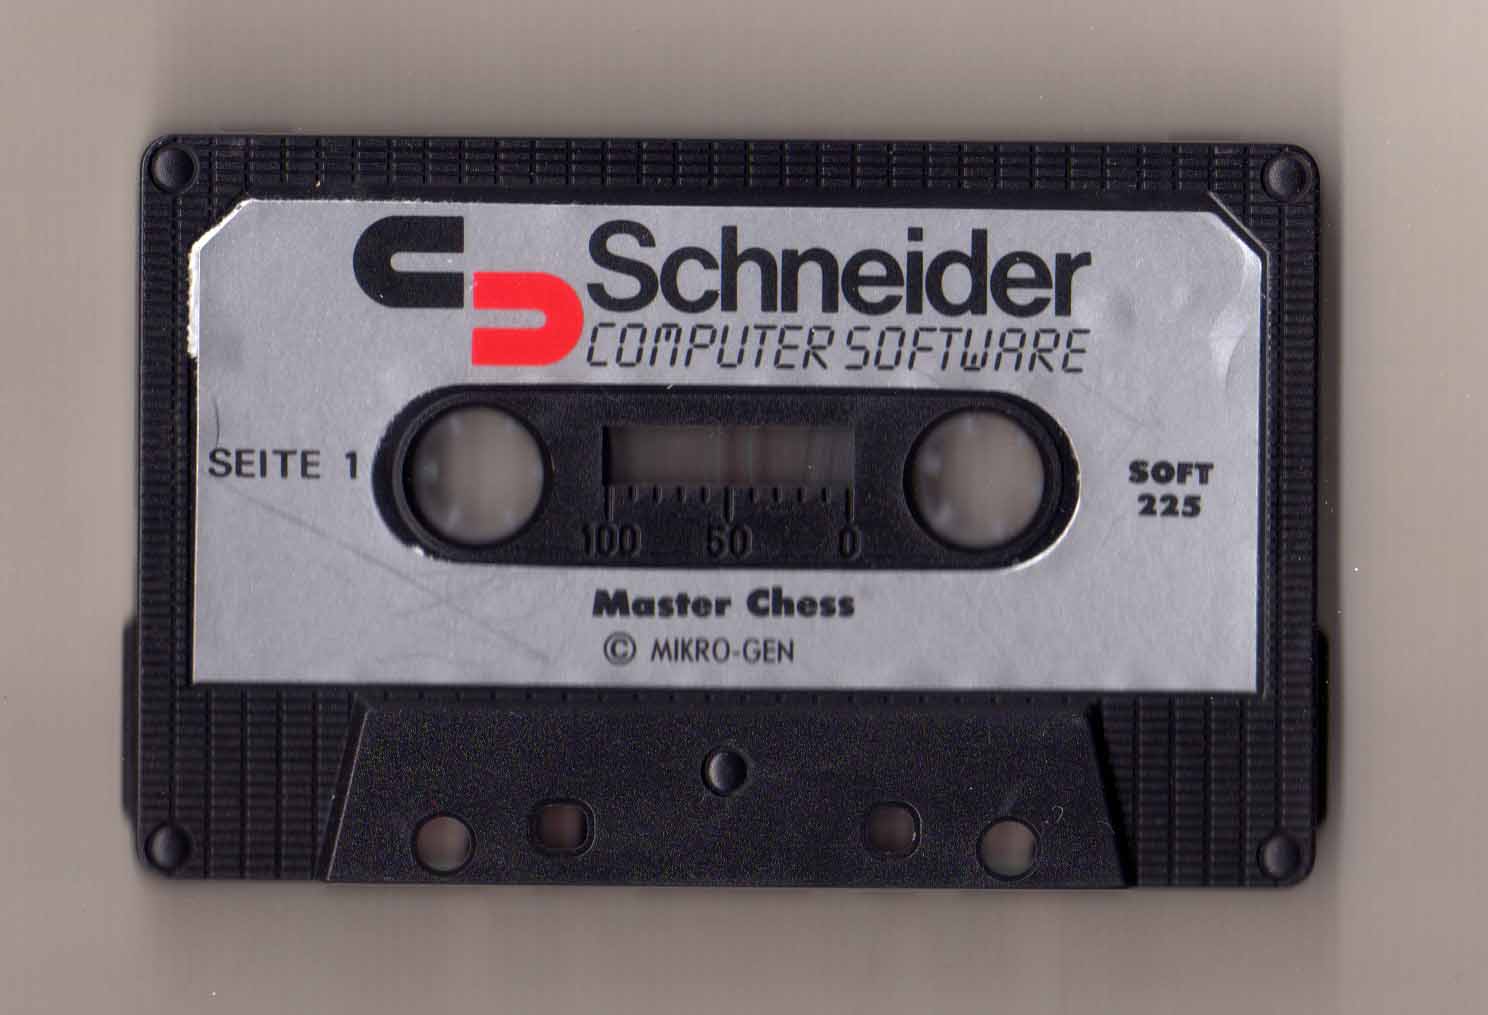 Schneider
COMPUTER SOFTWARE
SEITE 1
SOFT
225
100 50 0
Master Chess
© MIKRO-GEN